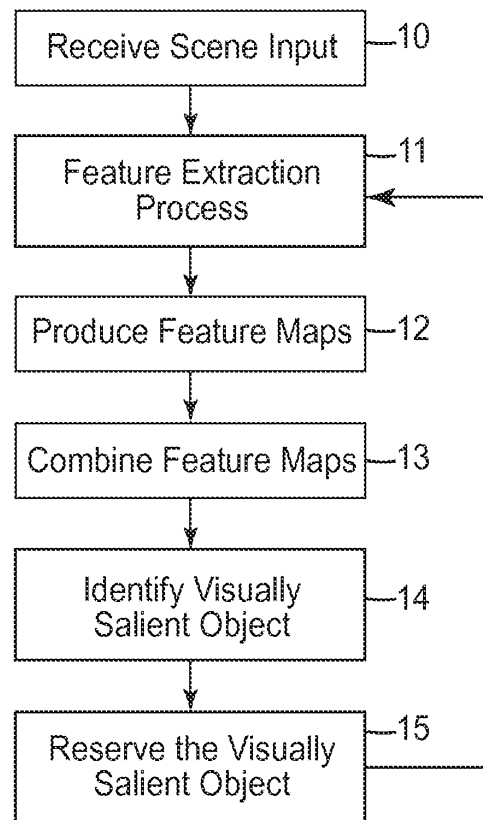 Receive Scene Input
10
Feature Extraction
Process
11
Produce Feature Maps
12
Combine Feature Maps
13
Identify Visually
Salient Object
14
Reserve the Visually
Salient Object
15